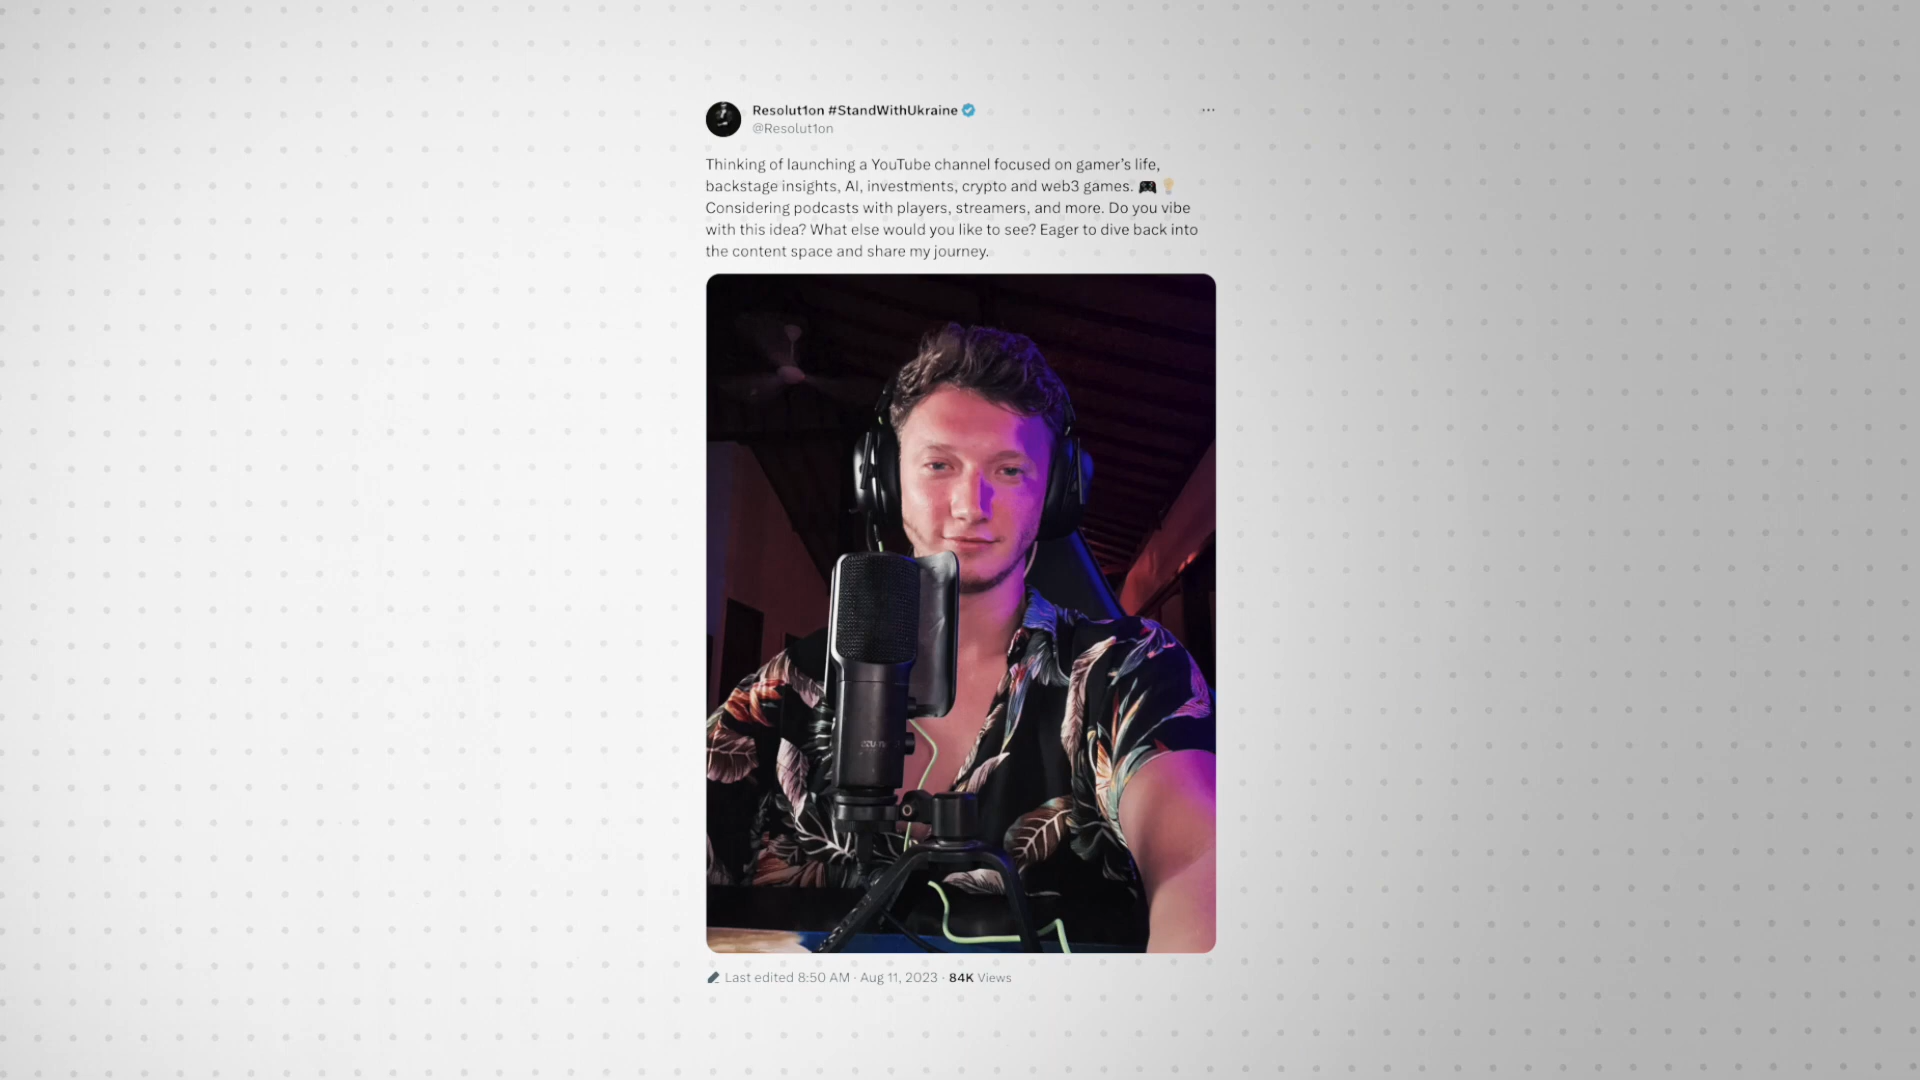 Resolut1on #StandWithUkraine
@Resolut1on
Thinking of launching a YouTube channel focused on gamer’s life,
backstage insights, AI, investments, crypto and web3 games. 🎮 💡
Considering podcasts with players, streamers, and more. Do you vibe
with this idea? What else would you like to see? Eager to dive back into
the content space and share my journey.
Last edited 8:50 AM · Aug 11, 2023 · 84K Views